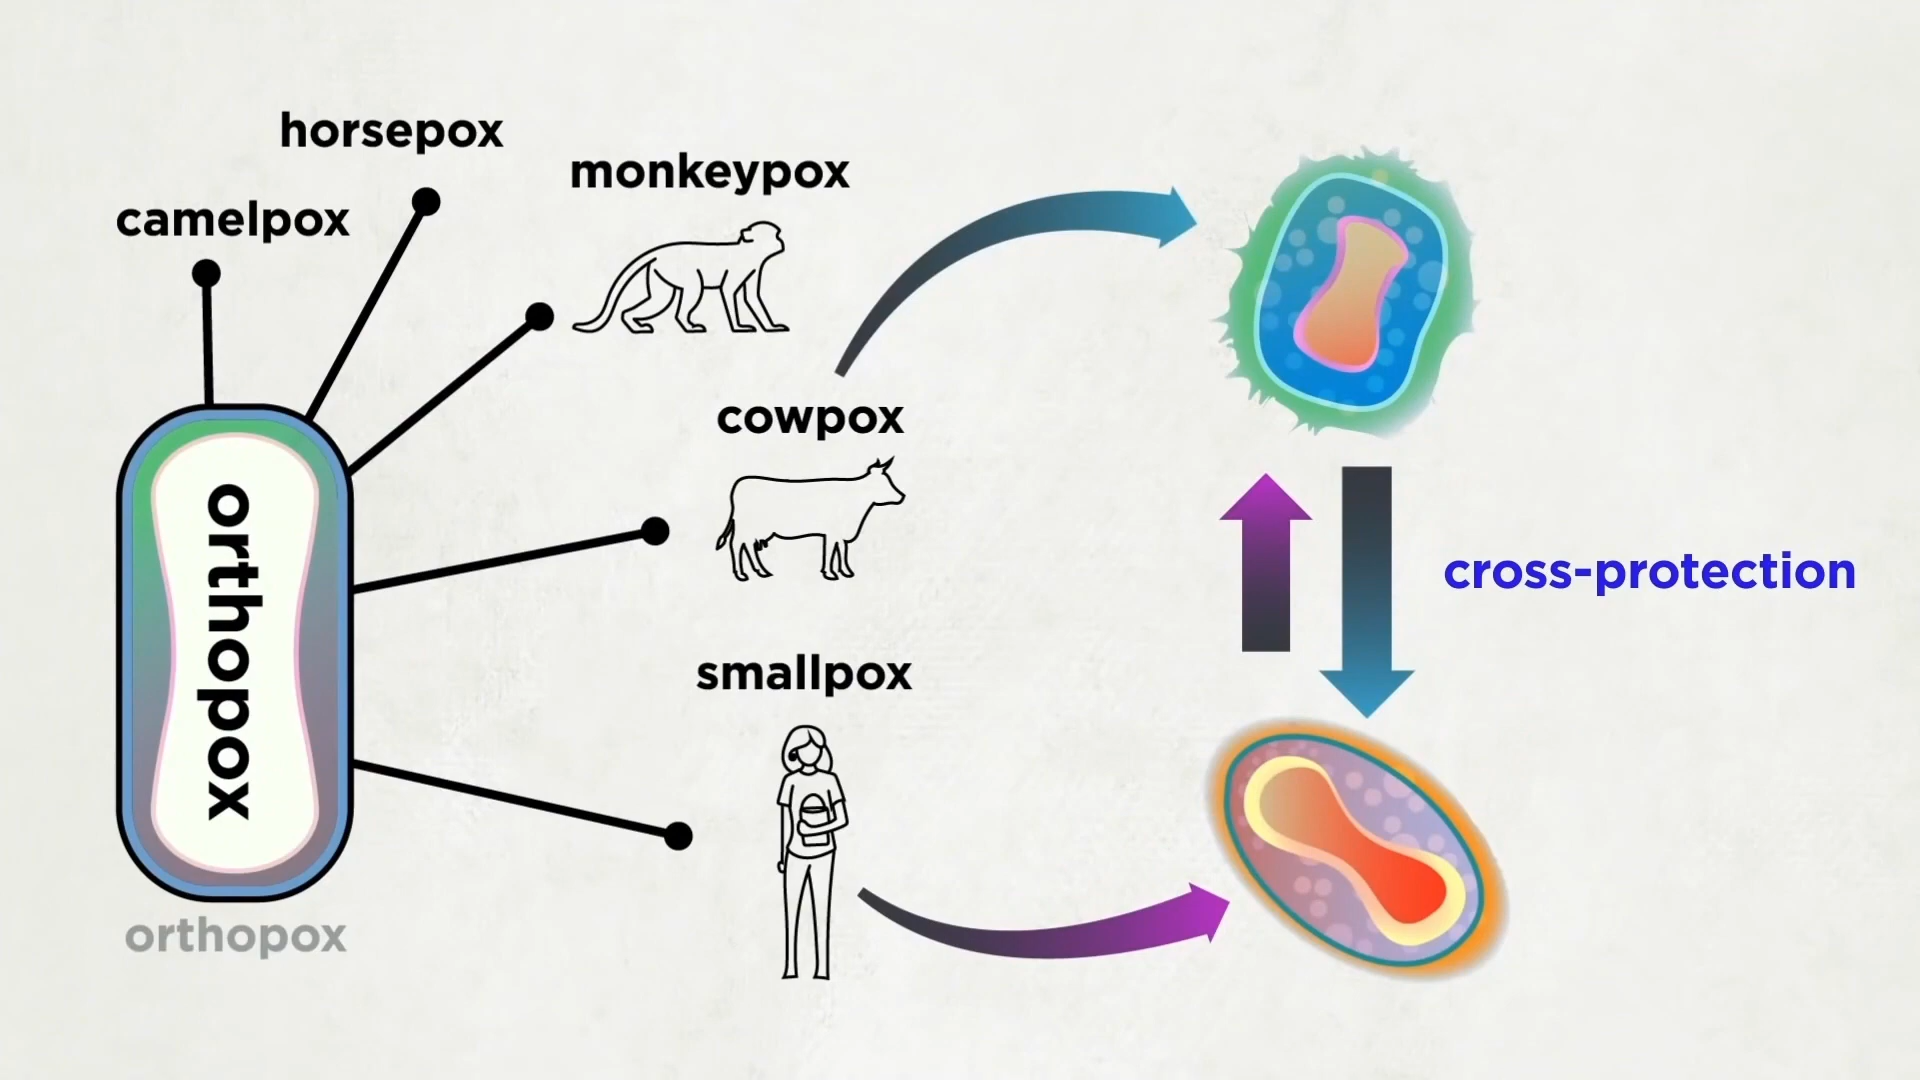 horsepox
monkeypox
camelpox
cowpox
orthopox
cross-protection
smallpox
orthopox